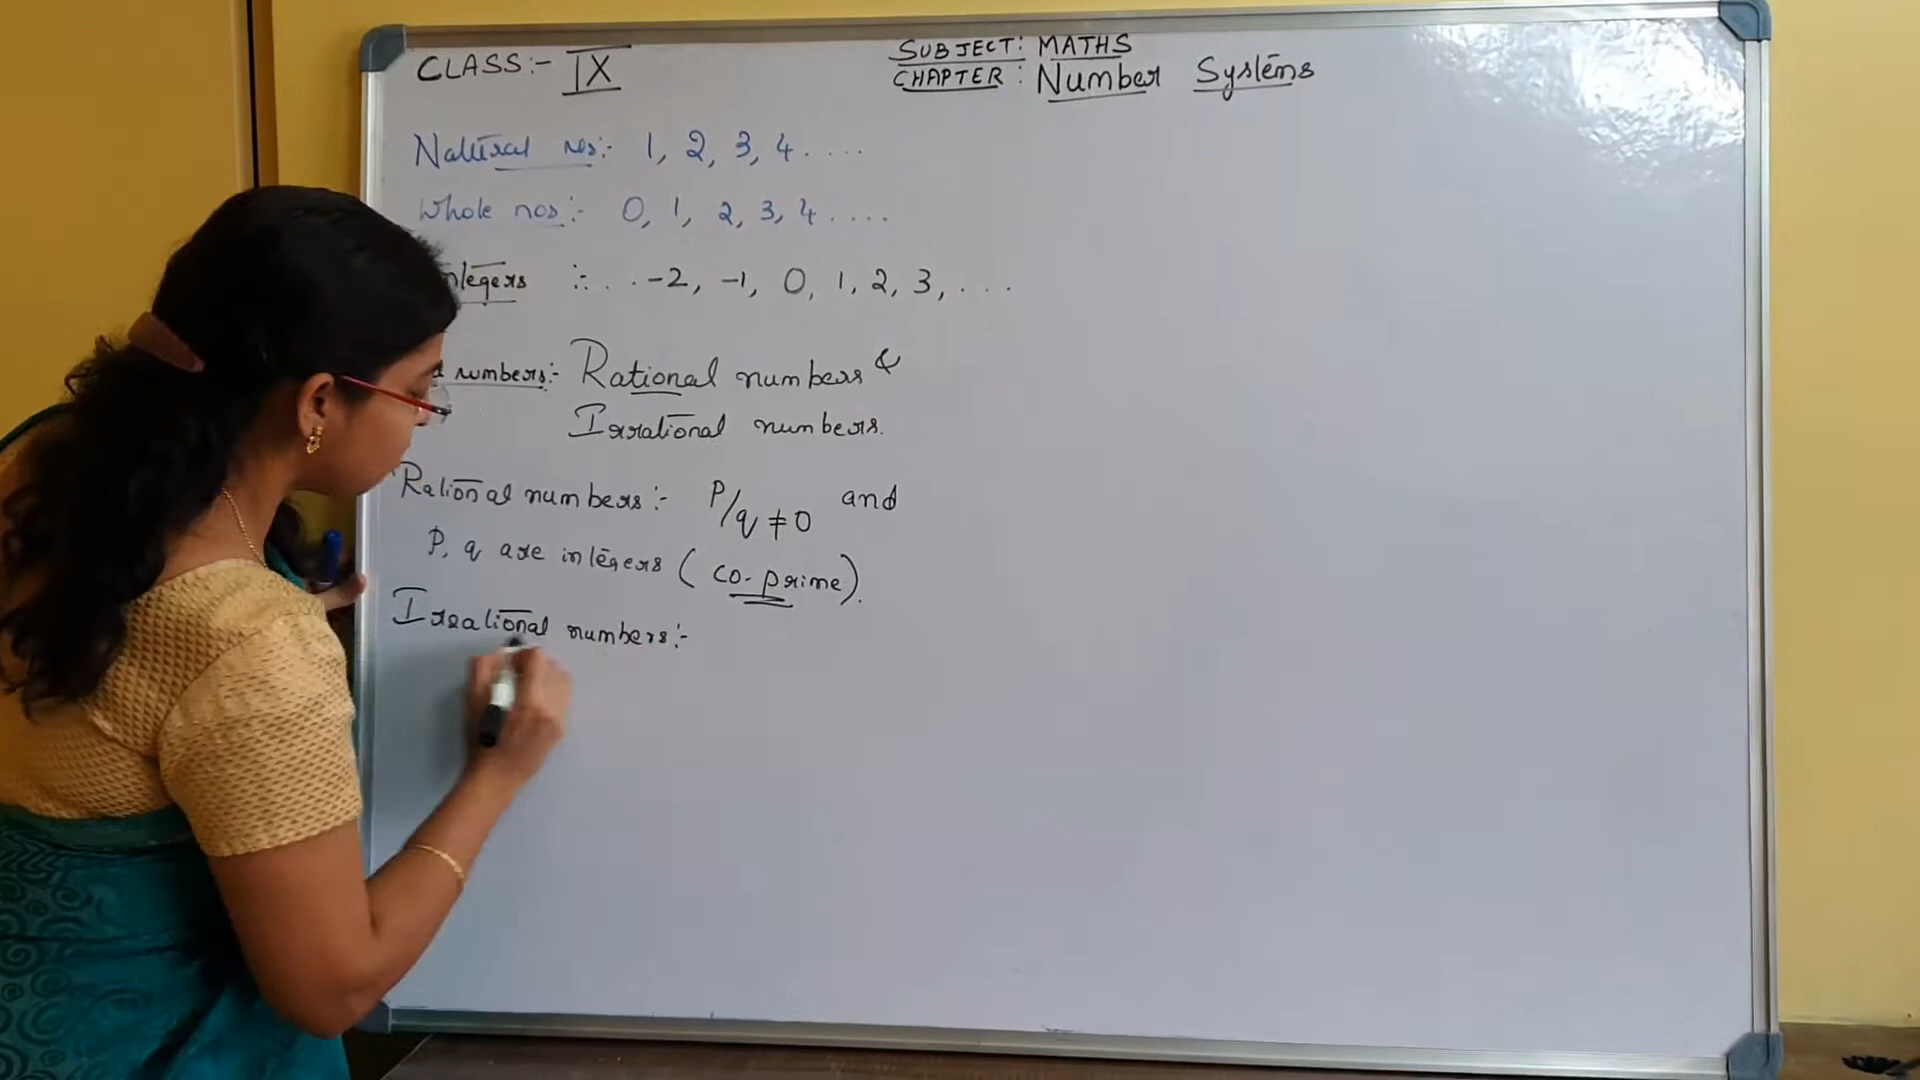 CLASS:- IX
SUBJECT: MATHS
CHAPTER: Number Systems
Natural nos:- 1, 2, 3, 4....
Whole nos:- 0, 1, 2, 3, 4....
:- .. -2, -1, 0, 1, 2, 3, ...
numbers:- Rational numbers &
Irrational numbers.
Rational numbers:- P/q ≠0 and
P, q are integers (co-prime).
Irrational numbers:-